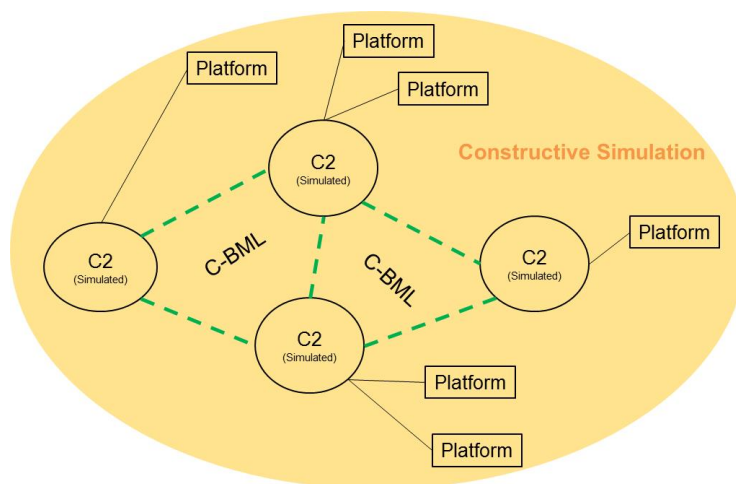 Platform
Platform
Platform
Constructive Simulation
C2
(Simulated)
Platform
C2
(Simulated)
C-BML
C-BML
C2
(Simulated)
C2
(Simulated)
Platform
Platform